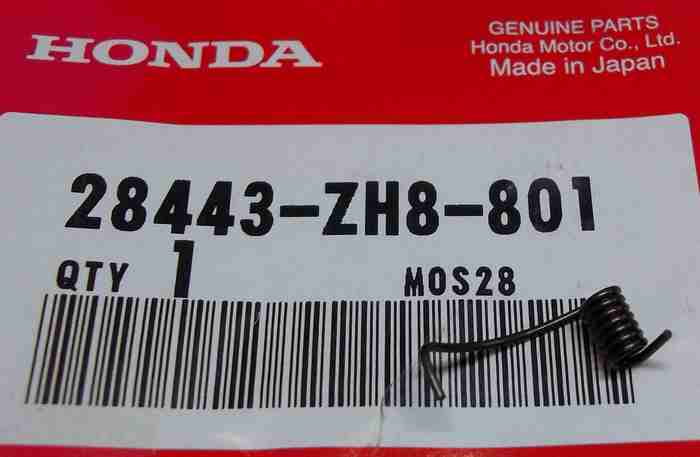 HONDA
GENUINE PARTS
Honda Motor Co., Ltd.
Made in Japan
28443-ZH8-801
QTY 1 MOS28